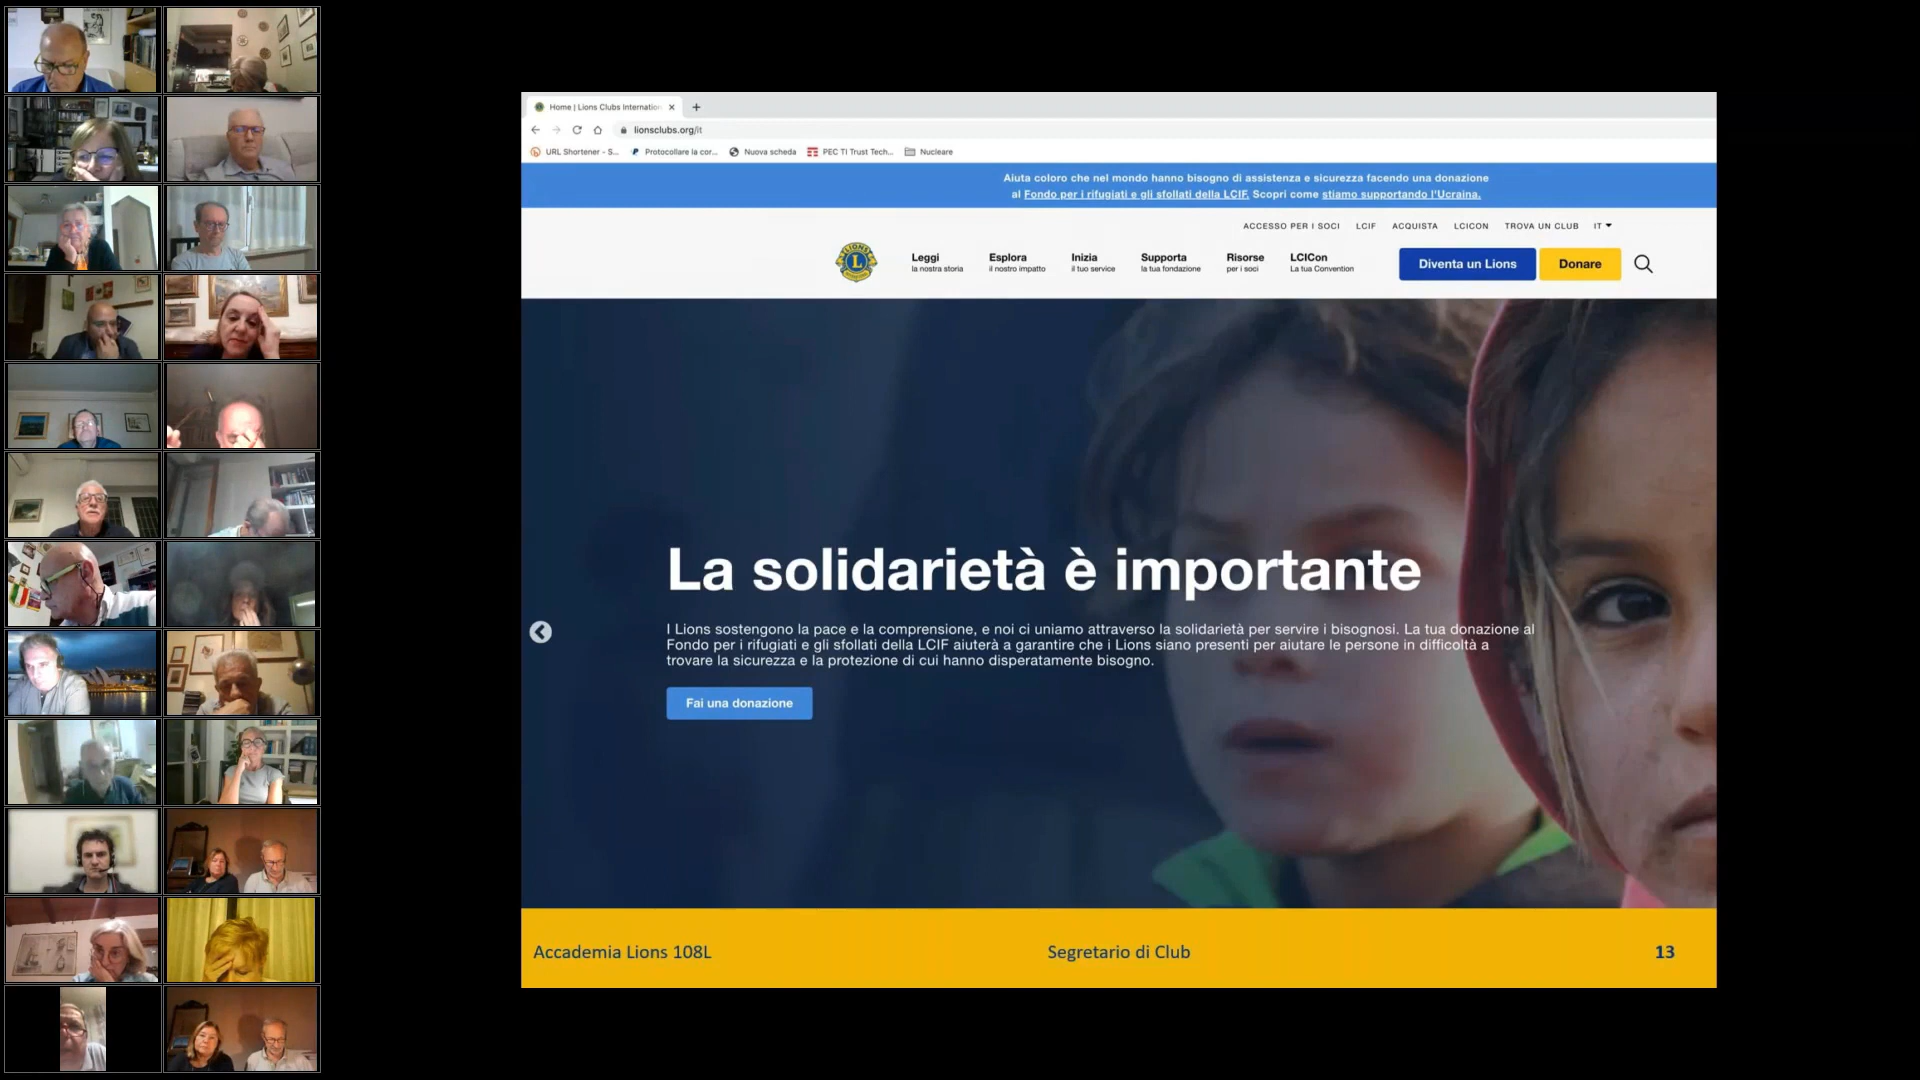 Home | Lions Clubs Internation
lionsclubs.org/it
URL Shortener - S... Protocollare la cor... Nuova scheda PEC TI Trust Tech... Nucleare
Aiuta coloro che nel mondo hanno bisogno di assistenza e sicurezza facendo una donazione
al Fondo per i rifugiati e gli sfollati della LCIF. Scopri come stiamo supportando l'Ucraina.
ACCESSO PER I SOCI LCIF ACQUISTA LCICON TROVA UN CLUB IT
LIONS
L
Leggi
la nostra storia
Esplora
il nostro impatto
Inizia
il tuo service
Supporta
la tua fondazione
Risorse
per i soci
LCICon
La tua Convention
Diventa un Lions
Donare
La solidarietà è importante
I Lions sostengono la pace e la comprensione, e noi ci uniamo attraverso la solidarietà per servire i bisognosi. La tua donazione al
Fondo per i rifugiati e gli sfollati della LCIF aiuterà a garantire che i Lions siano presenti per aiutare le persone in difficoltà a
trovare la sicurezza e la protezione di cui hanno disperatamente bisogno.
Fai una donazione
Accademia Lions 108L
Segretario di Club
13